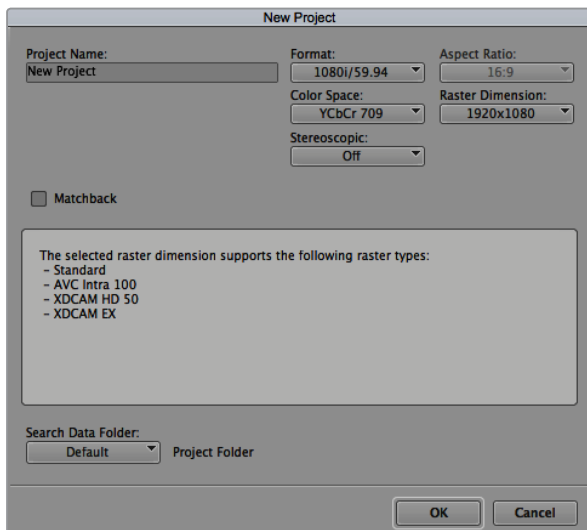 New Project
Project Name:
New Project
Format:
1080i/59.94
Aspect Ratio:
16:9
Color Space:
YCbCr 709
Raster Dimension:
1920x1080
Stereoscopic:
Off
Matchback
The selected raster dimension supports the following raster types:
– Standard
– AVC Intra 100
– XDCAM HD 50
– XDCAM EX
Search Data Folder:
Default
Project Folder
OK
Cancel